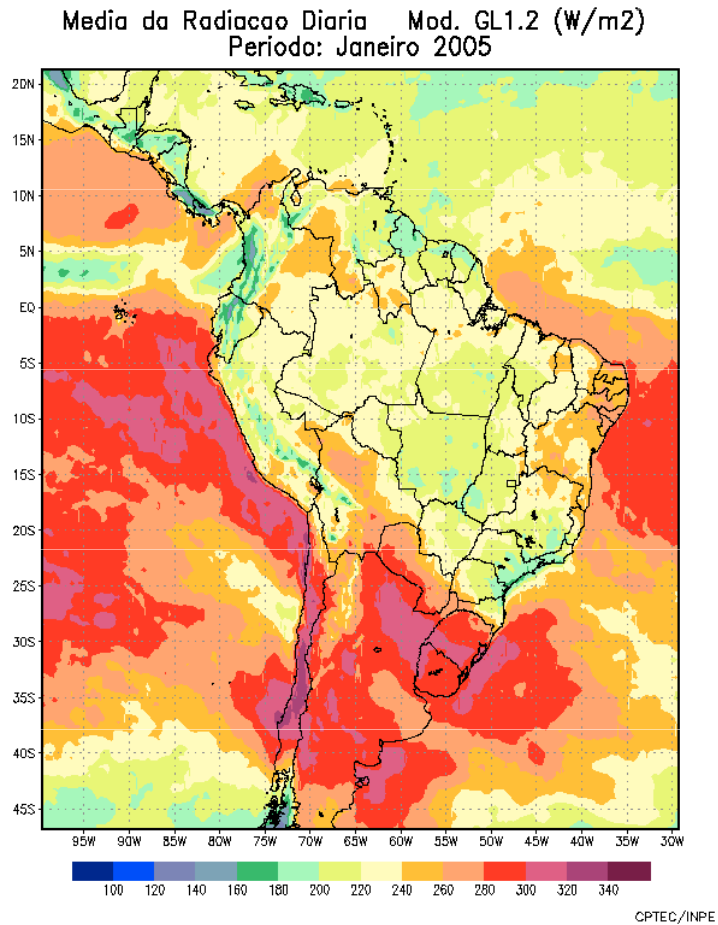 Media da Radiacao Diaria Mod. GL1.2 (W/m2)
Periodo: Janeiro 2005
20N
15N
10N
5N
EQ
5S
10S
15S
20S
25S
30S
35S
40S
45S
95W 90W 85W 80W 75W 70W 65W 60W 55W 50W 45W 40W 35W 30W
100 120 140 160 180 200 220 240 260 280 300 320 340
CPTEC/INPE